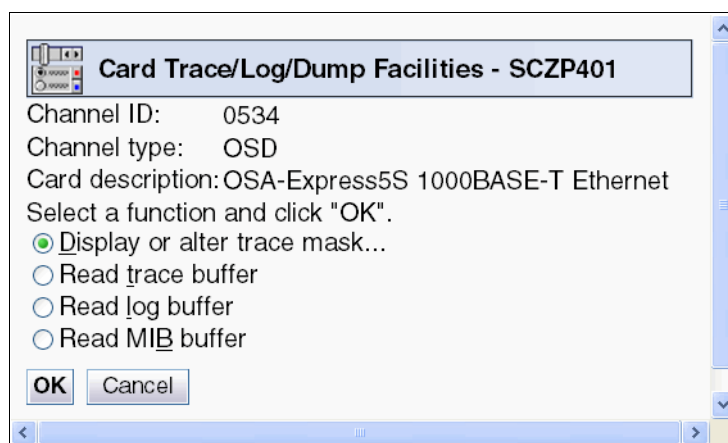 Card Trace/Log/Dump Facilities - SCZP401
Channel ID: 0534
Channel type: OSD
Card description: OSA-Express5S 1000BASE-T Ethernet
Select a function and click "OK".
Display or alter trace mask...
Read trace buffer
Read log buffer
Read MIB buffer
OK Cancel